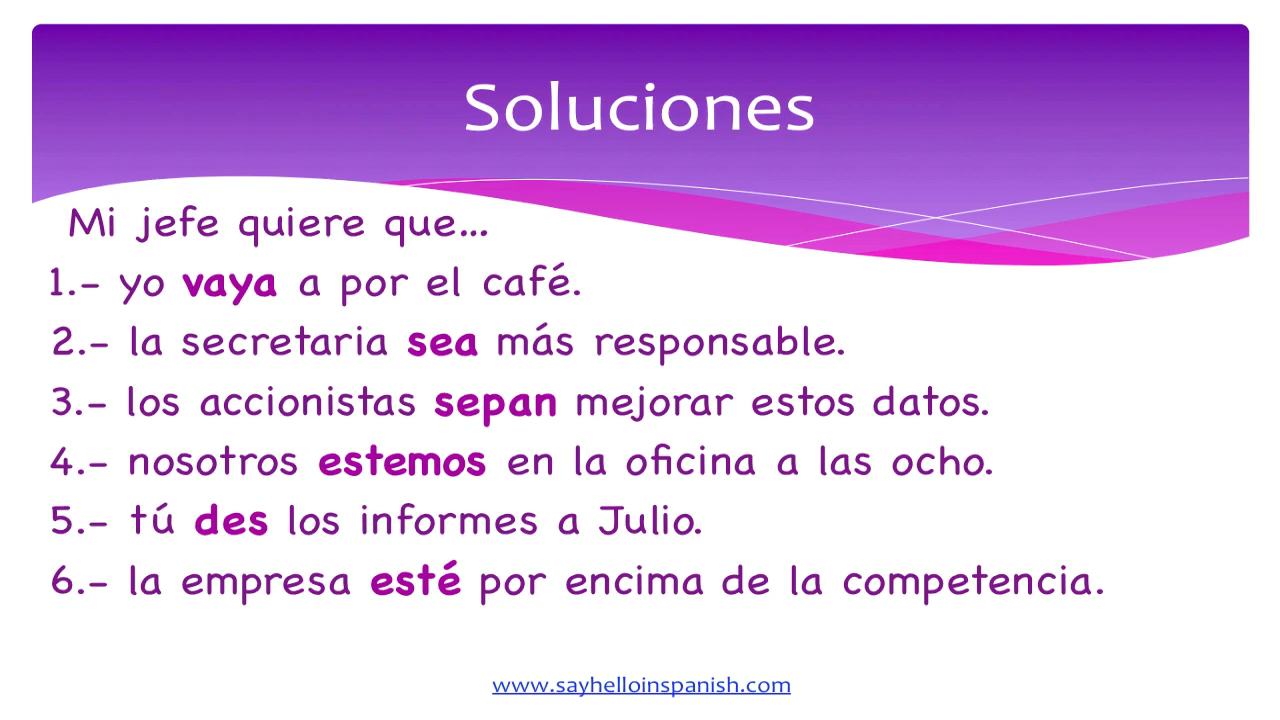 Soluciones
Mi jefe quiere que...
1.- yo vaya a por el café.
2.- la secretaria sea más responsable.
3.- los accionistas sepan mejorar estos datos.
4.- nosotros estemos en la oficina a las ocho.
5.- tú des los informes a Julio.
6.- la empresa esté por encima de la competencia.
www.sayhelloinspanish.com